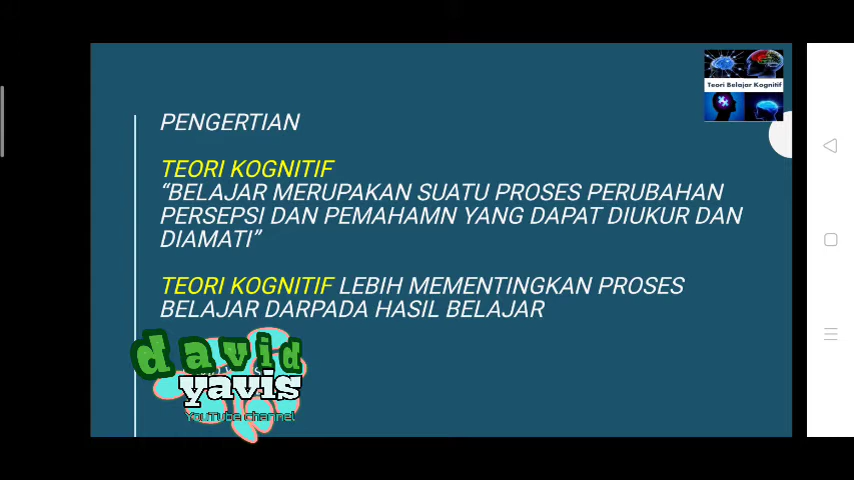 Teori Belajar Kognitif
PENGERTIAN
TEORI KOGNITIF
“BELAJAR MERUPAKAN SUATU PROSES PERUBAHAN
PERSEPSI DAN PEMAHAMN YANG DAPAT DIUKUR DAN
DIAMATI”
TEORI KOGNITIF LEBIH MEMENTINGKAN PROSES
BELAJAR DARPADA HASIL BELAJAR
david
yavis
YouTube channel